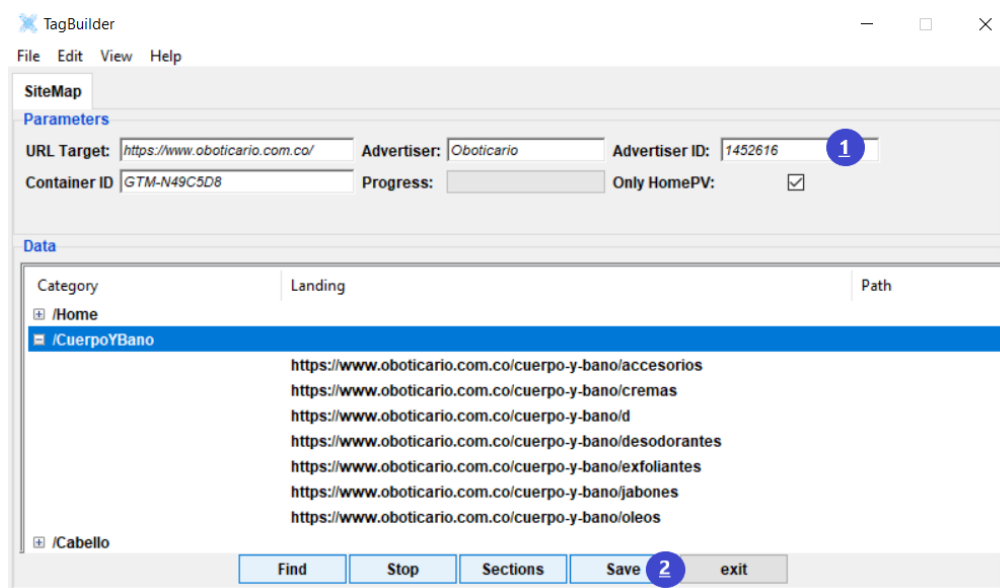 TagBuilder
File Edit View Help
SiteMap
Parameters
URL Target: https://www.oboticario.com.co/ Advertiser: Oboticario Advertiser ID: 1452616 1
Container ID GTM-N49C5D8 Progress: Only HomePV:
Data
Category Landing Path
/Home
/CuerpoYBano
https://www.oboticario.com.co/cuerpo-y-bano/accesorios
https://www.oboticario.com.co/cuerpo-y-bano/cremas
https://www.oboticario.com.co/cuerpo-y-bano/d
https://www.oboticario.com.co/cuerpo-y-bano/desodorantes
https://www.oboticario.com.co/cuerpo-y-bano/exfoliantes
https://www.oboticario.com.co/cuerpo-y-bano/jabones
https://www.oboticario.com.co/cuerpo-y-bano/oleos
/Cabello
Find Stop Sections Save 2 exit